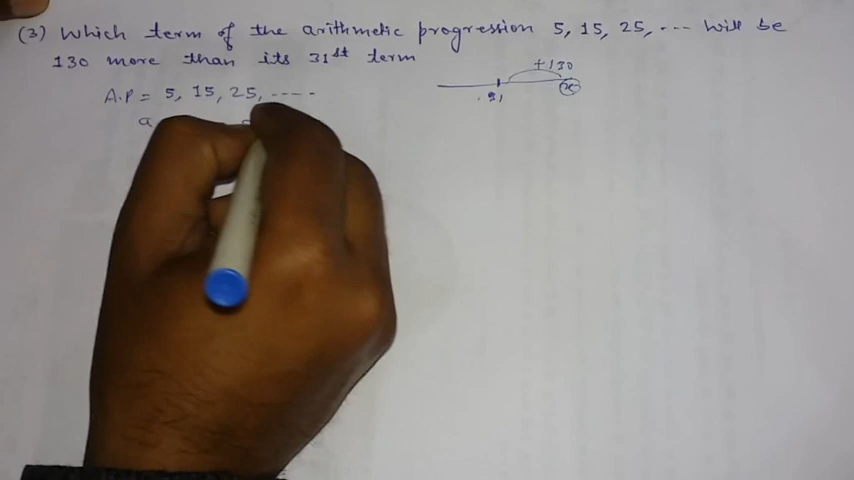 (3) Which term of the arithmetic progression 5, 15, 25, ... will be
130 more than its 31st term
+130
A.P = 5, 15, 25, ....
31
x
a